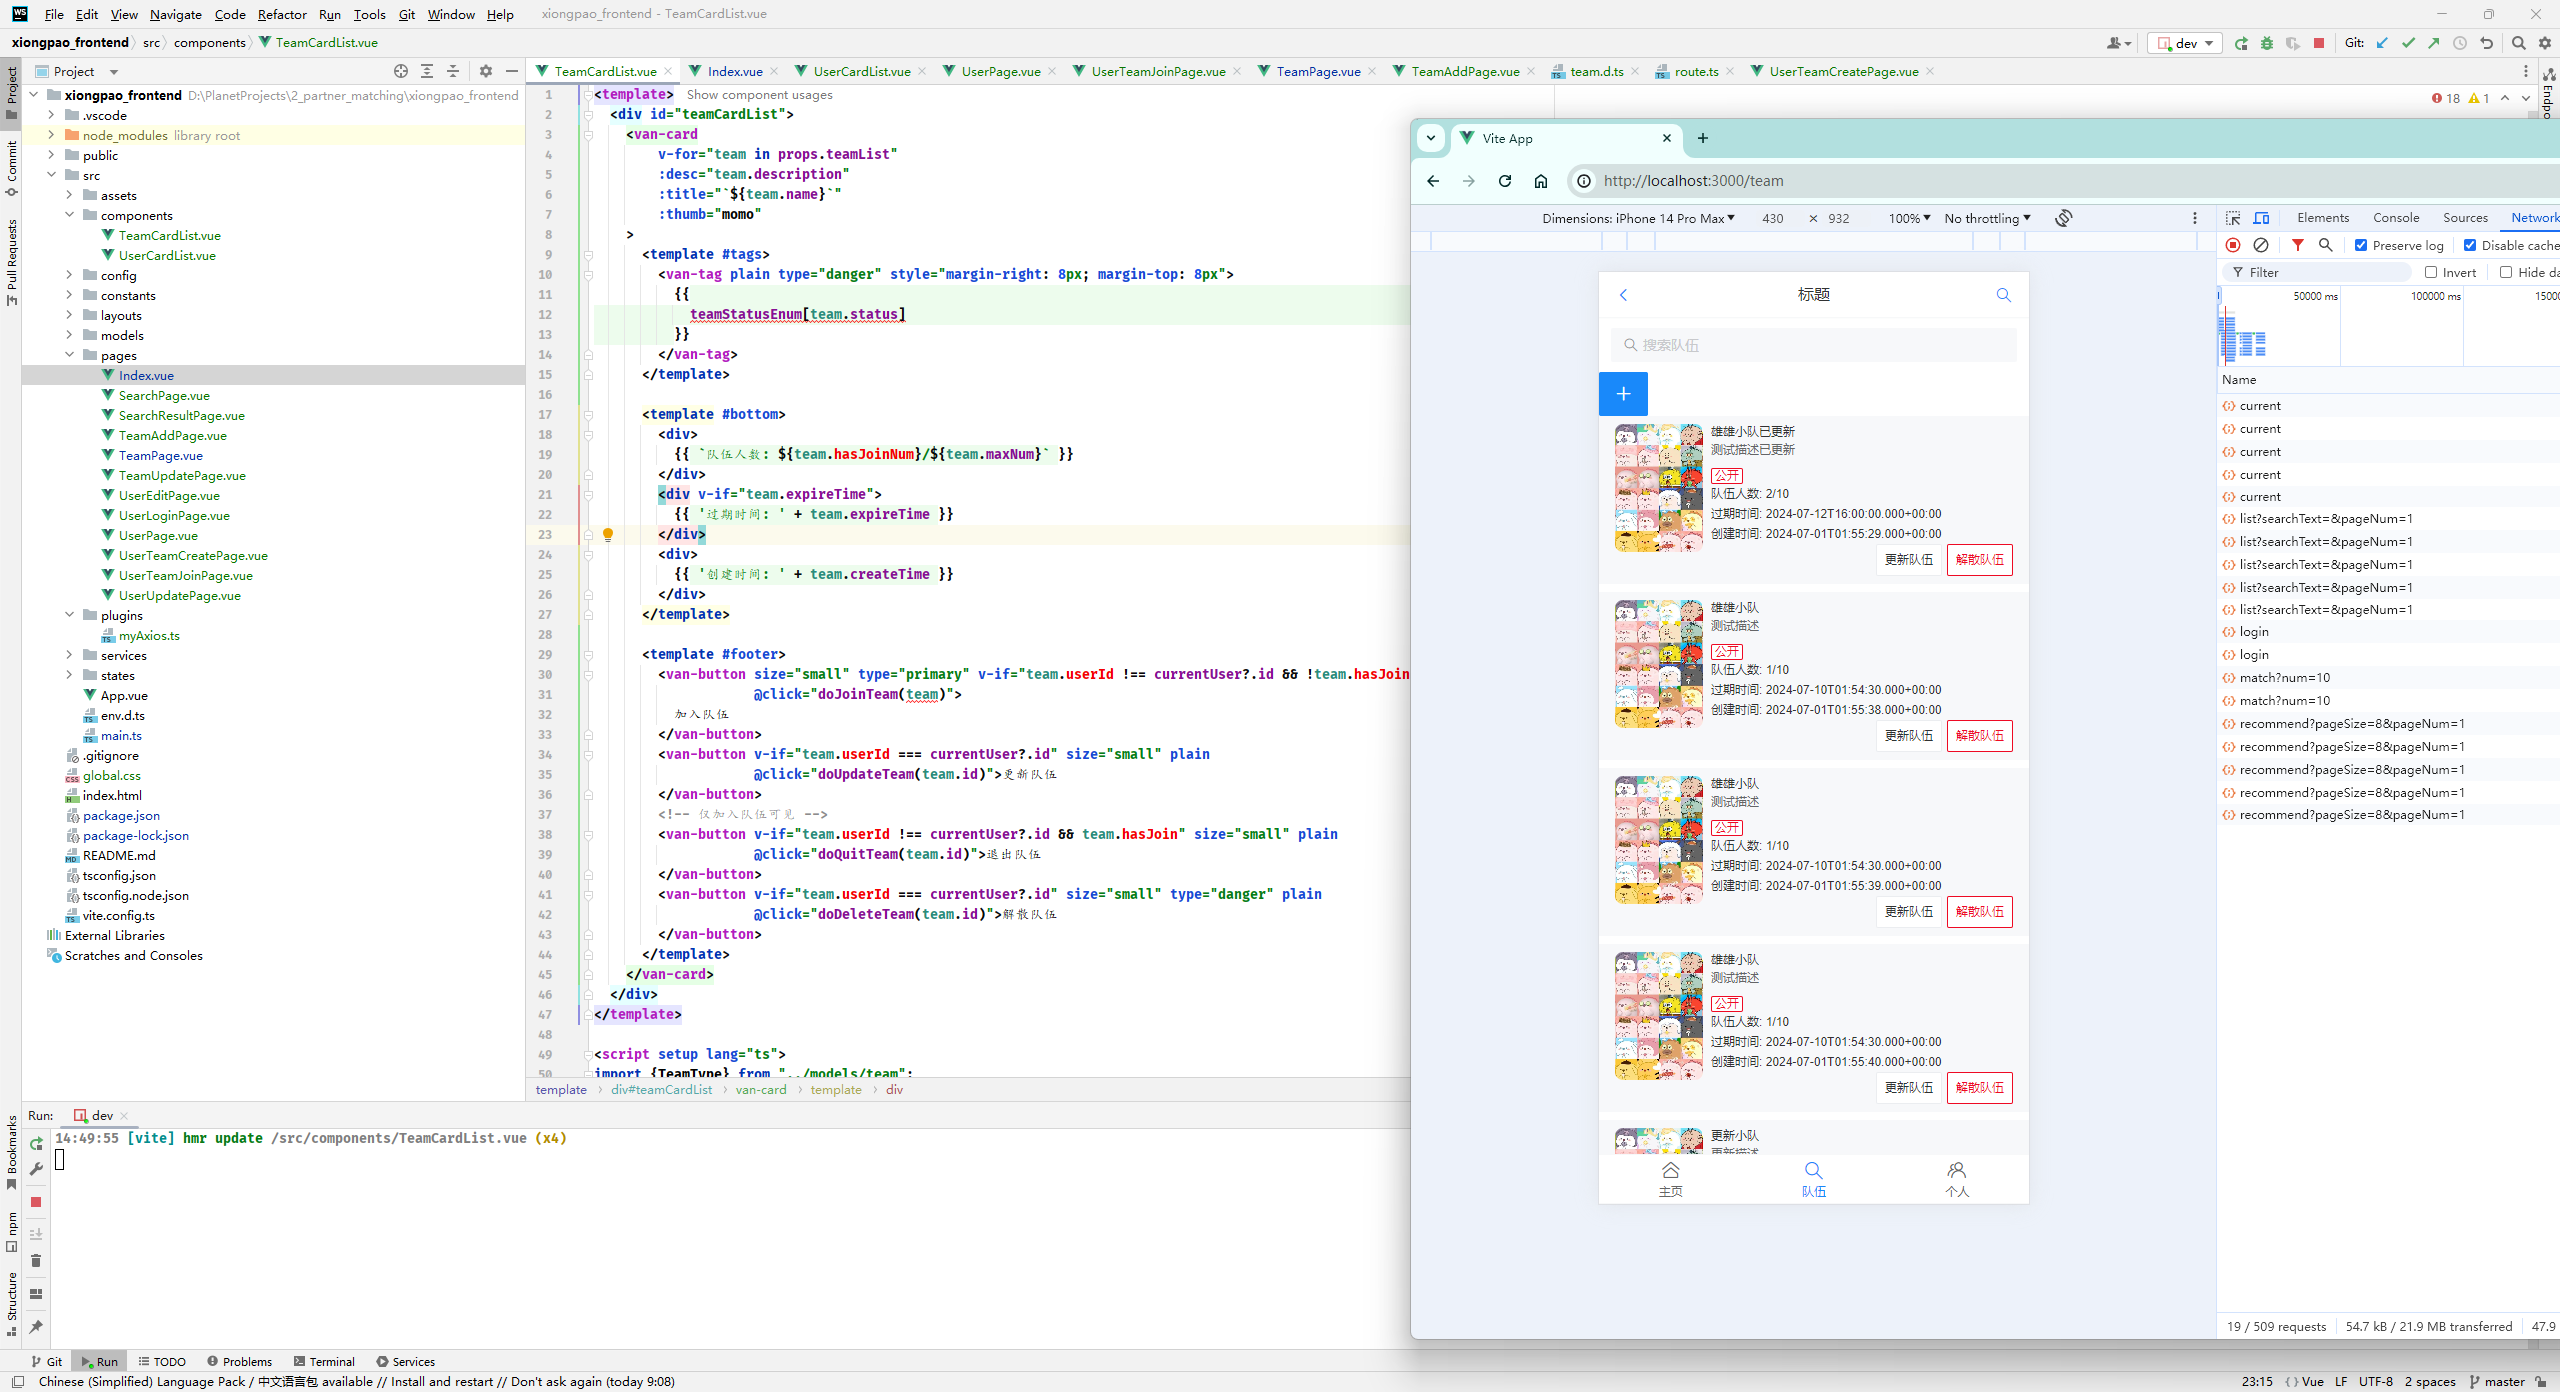 File Edit View Navigate Code Refactor Run Tools Git Window Help xiongpao_frontend - TeamCardList.vue
xiongpao_frontend src components TeamCardList.vue
dev Git:
Project
TeamCardList.vue Index.vue UserCardList.vue UserPage.vue UserTeamJoinPage.vue TeamPage.vue TeamAddPage.vue team.d.ts route.ts UserTeamCreatePage.vue
Project
Commit
Pull Requests
Bookmarks
npm
Structure
xiongpao_frontend D:\PlanetProjects\2_partner_matching\xiongpao_frontend
.vscode
node_modules library root
public
src
assets
components
TeamCardList.vue
UserCardList.vue
config
constants
layouts
models
pages
Index.vue
SearchPage.vue
SearchResultPage.vue
TeamAddPage.vue
TeamPage.vue
TeamUpdatePage.vue
UserEditPage.vue
UserLoginPage.vue
UserPage.vue
UserTeamCreatePage.vue
UserTeamJoinPage.vue
UserUpdatePage.vue
plugins
myAxios.ts
services
states
App.vue
env.d.ts
main.ts
.gitignore
global.css
index.html
package.json
package-lock.json
README.md
tsconfig.json
tsconfig.node.json
vite.config.ts
External Libraries
Scratches and Consoles
18 1
1 <template> Show component usages
2 <div id="teamCardList">
3 <van-card
4 v-for="team in props.teamList"
5 :desc="team.description"
6 :title="`${team.name}`"
7 :thumb="momo"
8 >
9 <template #tags>
10 <van-tag plain type="danger" style="margin-right: 8px; margin-top: 8px">
11 {{
12 teamStatusEnum[team.status]
13 }}
14 </van-tag>
15 </template>
16
17 <template #bottom>
18 <div>
19 {{ `队伍人数: ${team.hasJoinNum}/${team.maxNum}` }}
20 </div>
21 <div v-if="team.expireTime">
22 {{ '过期时间: ' + team.expireTime }}
23 </div>
24 <div>
25 {{ '创建时间: ' + team.createTime }}
26 </div>
27 </template>
28
29 <template #footer>
30 <van-button size="small" type="primary" v-if="team.userId !== currentUser?.id && !team.hasJoin
31 @click="doJoinTeam(team)">
32 加入队伍
33 </van-button>
34 <van-button v-if="team.userId === currentUser?.id" size="small" plain
35 @click="doUpdateTeam(team.id)">更新队伍
36 </van-button>
37 <!-- 仅加入队伍可见 -->
38 <van-button v-if="team.userId !== currentUser?.id && team.hasJoin" size="small" plain
39 @click="doQuitTeam(team.id)">退出队伍
40 </van-button>
41 <van-button v-if="team.userId === currentUser?.id" size="small" type="danger" plain
42 @click="doDeleteTeam(team.id)">解散队伍
43 </van-button>
44 </template>
45 </van-card>
46 </div>
47 </template>
48
49 <script setup lang="ts">
50 import {TeamType} from "../models/team";
template div#teamCardList van-card template div
Run: dev
14:49:55 [vite] hmr update /src/components/TeamCardList.vue (x4)
Git Run TODO Problems Terminal Services
Chinese (Simplified) Language Pack / 中文语言包 available // Install and restart // Don't ask again (today 9:08)
23:15 Vue LF UTF-8 2 spaces master
Vite App
http://localhost:3000/team
Dimensions: iPhone 14 Pro Max 430 × 932 100% No throttling
标题
搜索队伍
+
雄雄小队已更新
测试描述已更新
公开
队伍人数: 2/10
过期时间: 2024-07-12T16:00:00.000+00:00
创建时间: 2024-07-01T01:55:29.000+00:00
更新队伍 解散队伍
雄雄小队
测试描述
公开
队伍人数: 1/10
过期时间: 2024-07-10T01:54:30.000+00:00
创建时间: 2024-07-01T01:55:38.000+00:00
更新队伍 解散队伍
雄雄小队
测试描述
公开
队伍人数: 1/10
过期时间: 2024-07-10T01:54:30.000+00:00
创建时间: 2024-07-01T01:55:39.000+00:00
更新队伍 解散队伍
雄雄小队
测试描述
公开
队伍人数: 1/10
过期时间: 2024-07-10T01:54:30.000+00:00
创建时间: 2024-07-01T01:55:40.000+00:00
更新队伍 解散队伍
更新小队
更新描述
主页 队伍 个人
Elements Console Sources Network
Preserve log Disable cache
Filter Invert Hide da
50000 ms 100000 ms 1500
Name
current
current
current
current
current
list?searchText=&pageNum=1
list?searchText=&pageNum=1
list?searchText=&pageNum=1
list?searchText=&pageNum=1
list?searchText=&pageNum=1
login
login
match?num=10
match?num=10
recommend?pageSize=8&pageNum=1
recommend?pageSize=8&pageNum=1
recommend?pageSize=8&pageNum=1
recommend?pageSize=8&pageNum=1
recommend?pageSize=8&pageNum=1
19 / 509 requests 54.7 kB / 21.9 MB transferred 47.9
Endpo